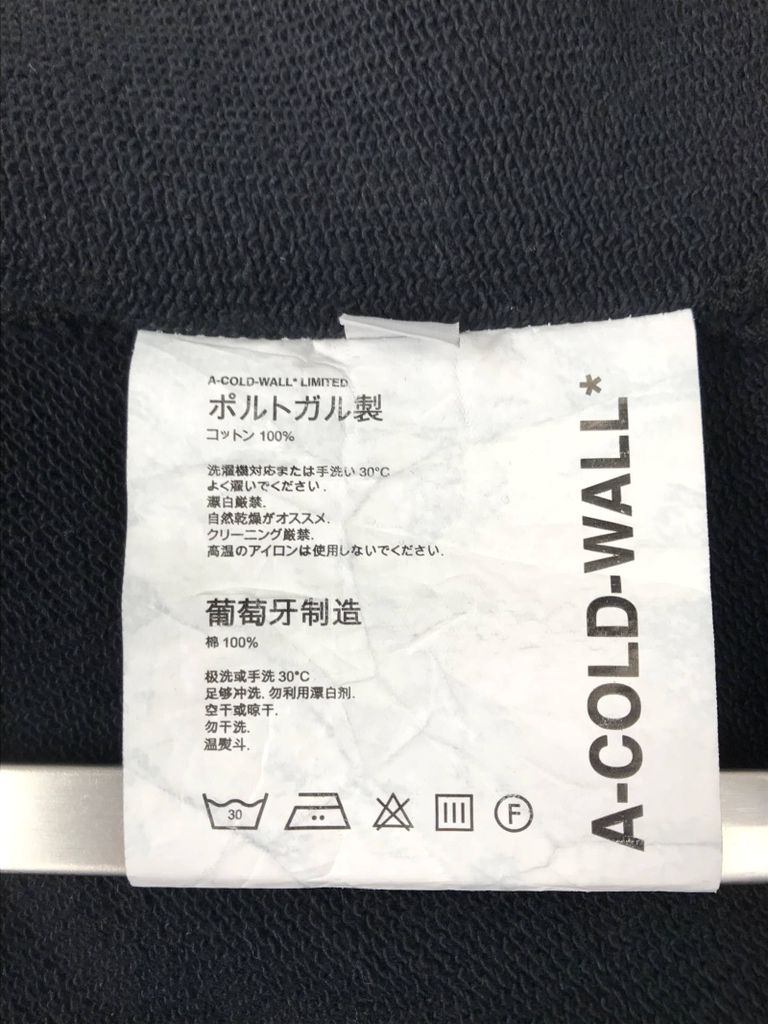 A-COLD-WALL* LIMITED
ポルトガル製
コットン 100%
洗濯機対応または手洗い 30°C
よく濯いでください.
漂白厳禁.
自然乾燥がオススメ.
クリーニング厳禁.
高温のアイロンは使用しないでください.
葡萄牙制造
棉 100%
极洗或手洗 30°C
足够冲洗. 勿利用漂白剂.
空干或晾干.
勿干洗.
温熨斗.
30
F
A-COLD-WALL*